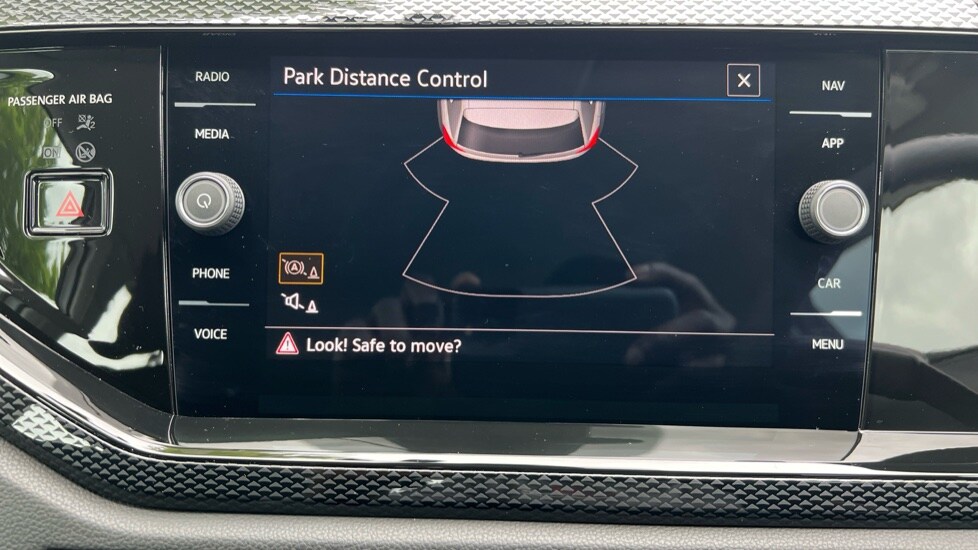 PASSENGER AIR BAG
OFF
ON
RADIO
MEDIA
PHONE
VOICE
Park Distance Control
Look! Safe to move?
NAV
APP
CAR
MENU